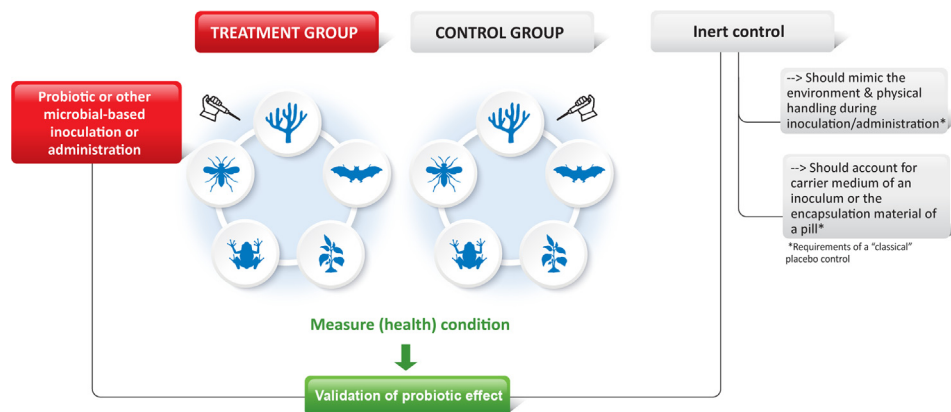 TREATMENT GROUP
CONTROL GROUP
Inert control
Probiotic or other
microbial-based
inoculation or
administration
--> Should mimic the
environment & physical
handling during
inoculation/administration*
--> Should account for
carrier medium of an
inoculum or the
encapsulation material of
a pill*
*Requirements of a “classical”
placebo control
Measure (health) condition
Validation of probiotic effect